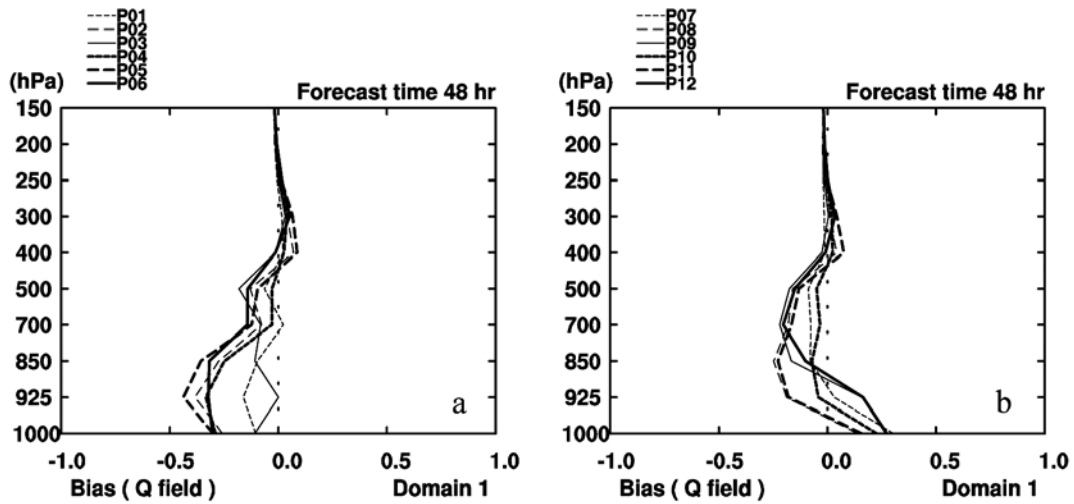 P01
P02
P03
P04
P05
P06
(hPa)
Forecast time 48 hr
150
200
250
300
400
500
700
850
925
1000
a
-1.0 -0.5 0.0 0.5 1.0
Bias ( Q field ) Domain 1
P07
P08
P09
P10
P11
P12
(hPa)
Forecast time 48 hr
150
200
250
300
400
500
700
850
925
1000
b
-1.0 -0.5 0.0 0.5 1.0
Bias ( Q field ) Domain 1